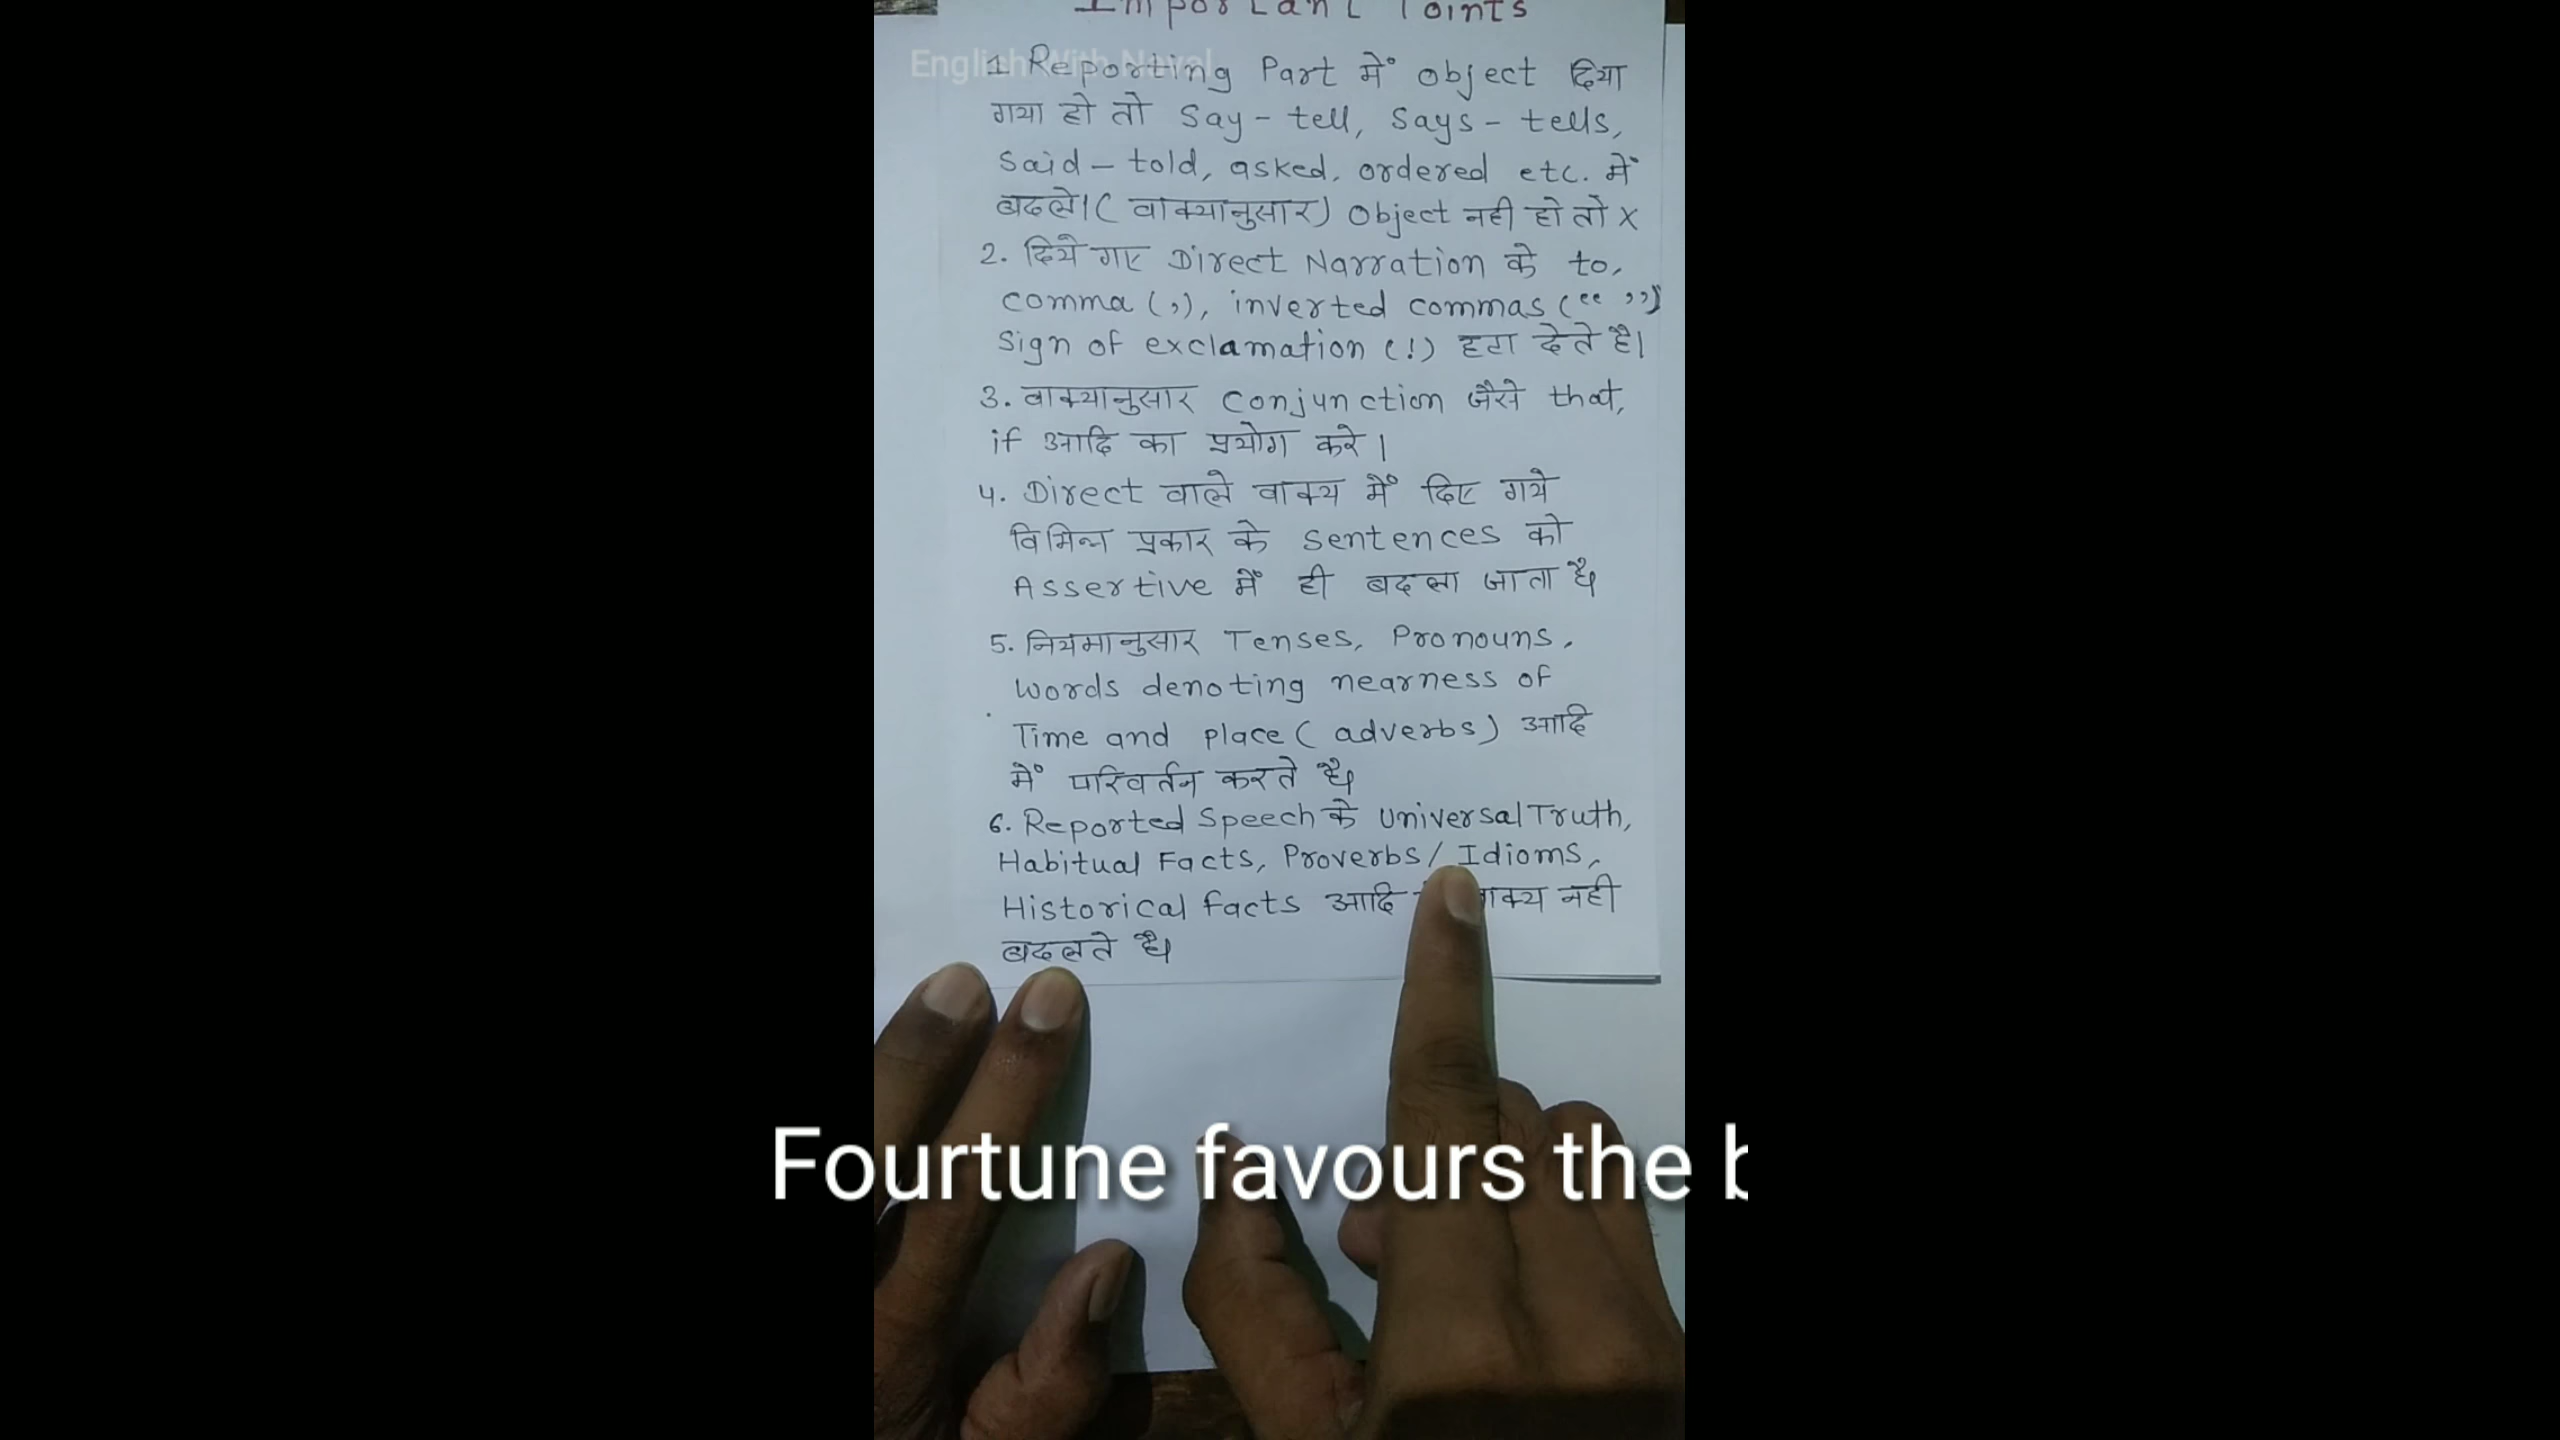 Important Points
English With Naval
1 Reporting Part में object दिया
गया हो तो Say - tell, Says - tells,
Said - told, asked, ordered etc. में
बदले।( वाक्यानुसार) Object नही हो तो X
2. दिये गए Direct Narration के to,
comma (,), inverted commas (“ ”)
Sign of exclamation (!) हटा देते है।
3. वाक्यानुसार Conjunction जैसे that,
if आदि का प्रयोग करे।
4. Direct वाले वाक्य में दिए गये
विभिन्न प्रकार के Sentences को
Assertive में ही बदला जाता है।
5. नियमानुसार Tenses, Pronouns,
Words denoting nearness of
Time and place ( adverbs) आदि
में परिवर्तन करते है।
6. Reported Speech के Universal Truth,
Habitual Facts, Proverbs/ Idioms,
Historical facts आदि वाक्य नही
बदलते है।
Fourtune favours the b